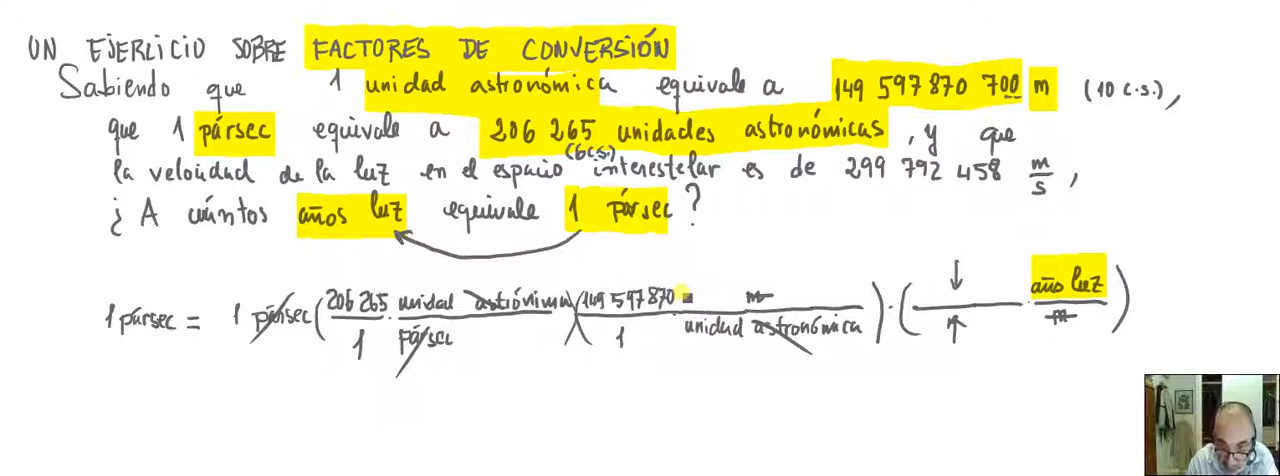 UN EJERCICIO SOBRE FACTORES DE CONVERSIÓN
Sabiendo que 1 unidad astronómica equivale a 149 597 870 700 m (10 c.s.),
que 1 pársec equivale a 206 265 unidades astronómicas, y que
(6 c.s.)
la velocidad de la luz en el espacio interestelar es de 299 792 458 m/s,
¿A cuántos años luz equivale 1 pársec?
1 pársec = 1 pársec (206 265/1 · unidad astrónima/pársec) (149 597 870/1 m/unidad astronómica) · (↓/↑ · año luz/m)